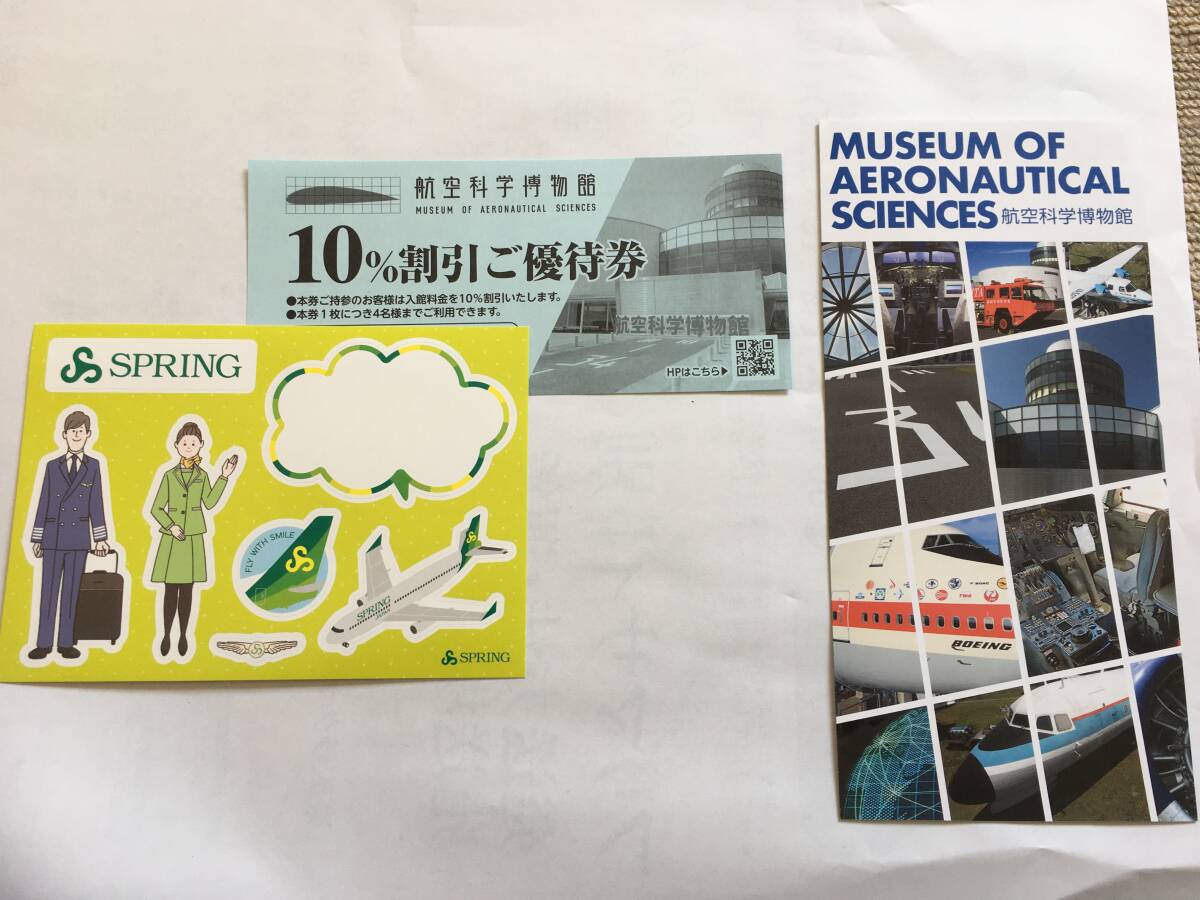 航空科学博物館
MUSEUM OF AERONAUTICAL SCIENCES
10%割引ご優待券
●本券ご持参のお客様は入館料金を10%割引いたします。
●本券1枚につき4名様までご利用できます。
航空科学博物館
HPはこちら▶
SPRING
FLY WITH SMILE
SPRING
JAPAN
SPRING
MUSEUM OF
AERONAUTICAL
SCIENCES 航空科学博物館
TWA
BOEING